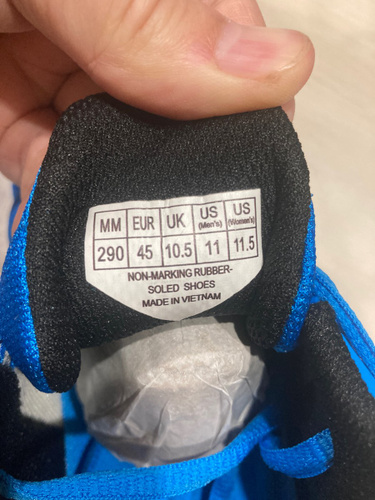 MM EUR UK US (Men's) US (Women's)
290 45 10.5 11 11.5
NON-MARKING RUBBER-
SOLED SHOES
MADE IN VIETNAM